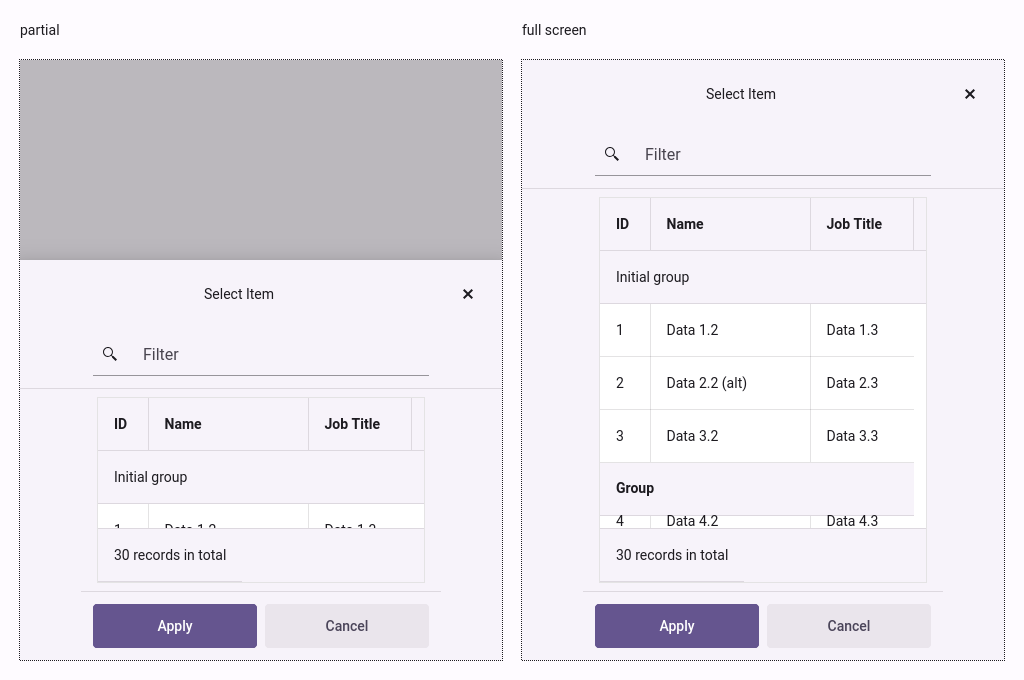 partial
Select Item
Filter
ID Name Job Title
Initial group
1 Data 1.2 Data 1.3
30 records in total
Apply Cancel
full screen
Select Item
Filter
ID Name Job Title
Initial group
1 Data 1.2 Data 1.3
2 Data 2.2 (alt) Data 2.3
3 Data 3.2 Data 3.3
Group
4 Data 4.2 Data 4.3
30 records in total
Apply Cancel